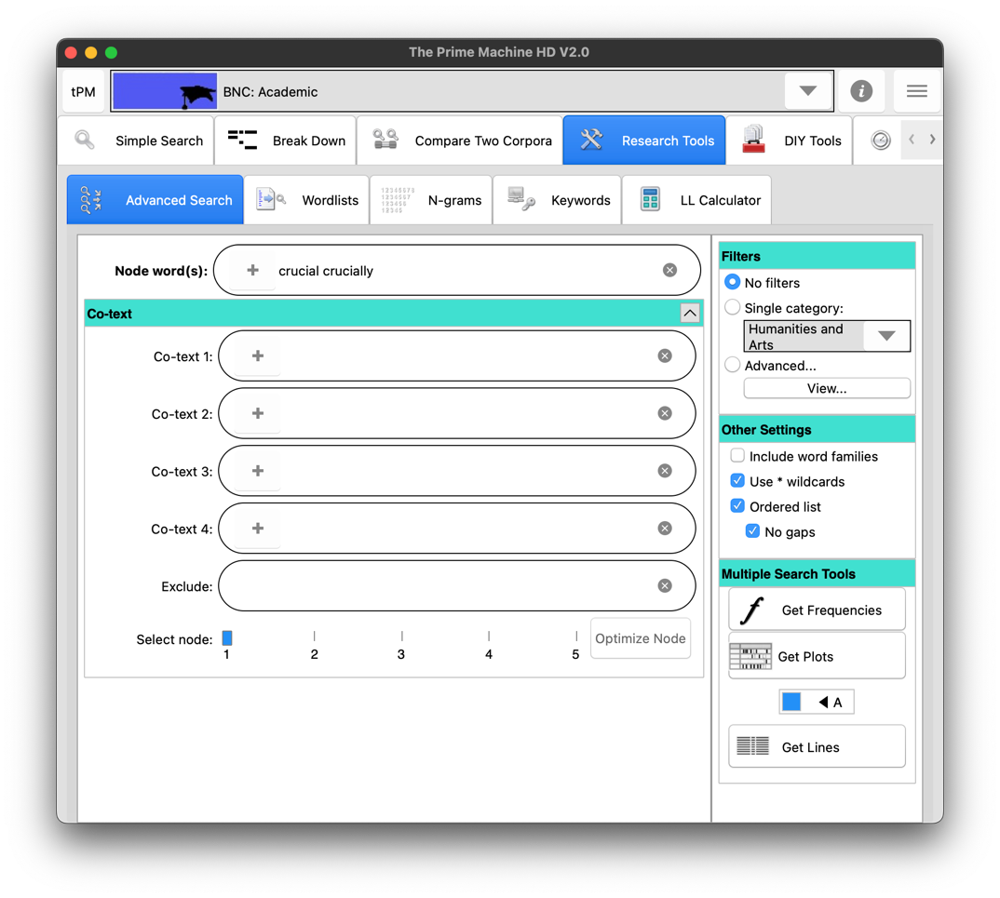 The Prime Machine HD V2.0
tPM
BNC: Academic
Simple Search
Break Down
Compare Two Corpora
Research Tools
DIY Tools
Advanced Search
Wordlists
N-grams
Keywords
LL Calculator
Node word(s):
+ crucial crucially
Co-text
Co-text 1:
+
Co-text 2:
+
Co-text 3:
+
Co-text 4:
+
Exclude:
Select node:
1 2 3 4 5
Optimize Node
Filters
No filters
Single category:
Humanities and
Arts
Advanced...
View...
Other Settings
Include word families
Use * wildcards
Ordered list
No gaps
Multiple Search Tools
f Get Frequencies
Get Plots
A
Get Lines